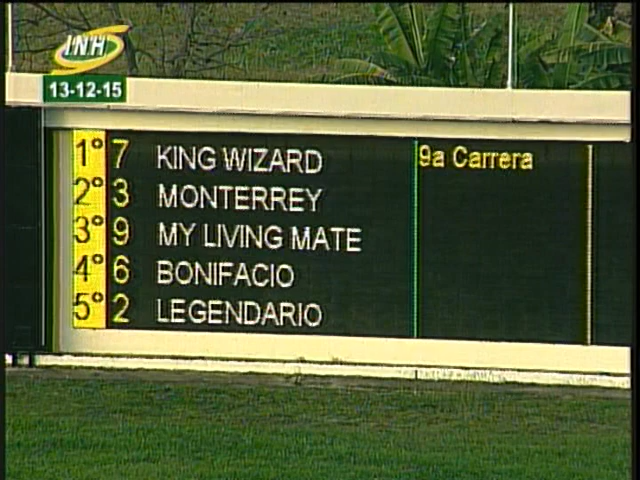 INH
13-12-15
1° 7 KING WIZARD 9a Carrera
2° 3 MONTERREY
3° 9 MY LIVING MATE
4° 6 BONIFACIO
5° 2 LEGENDARIO